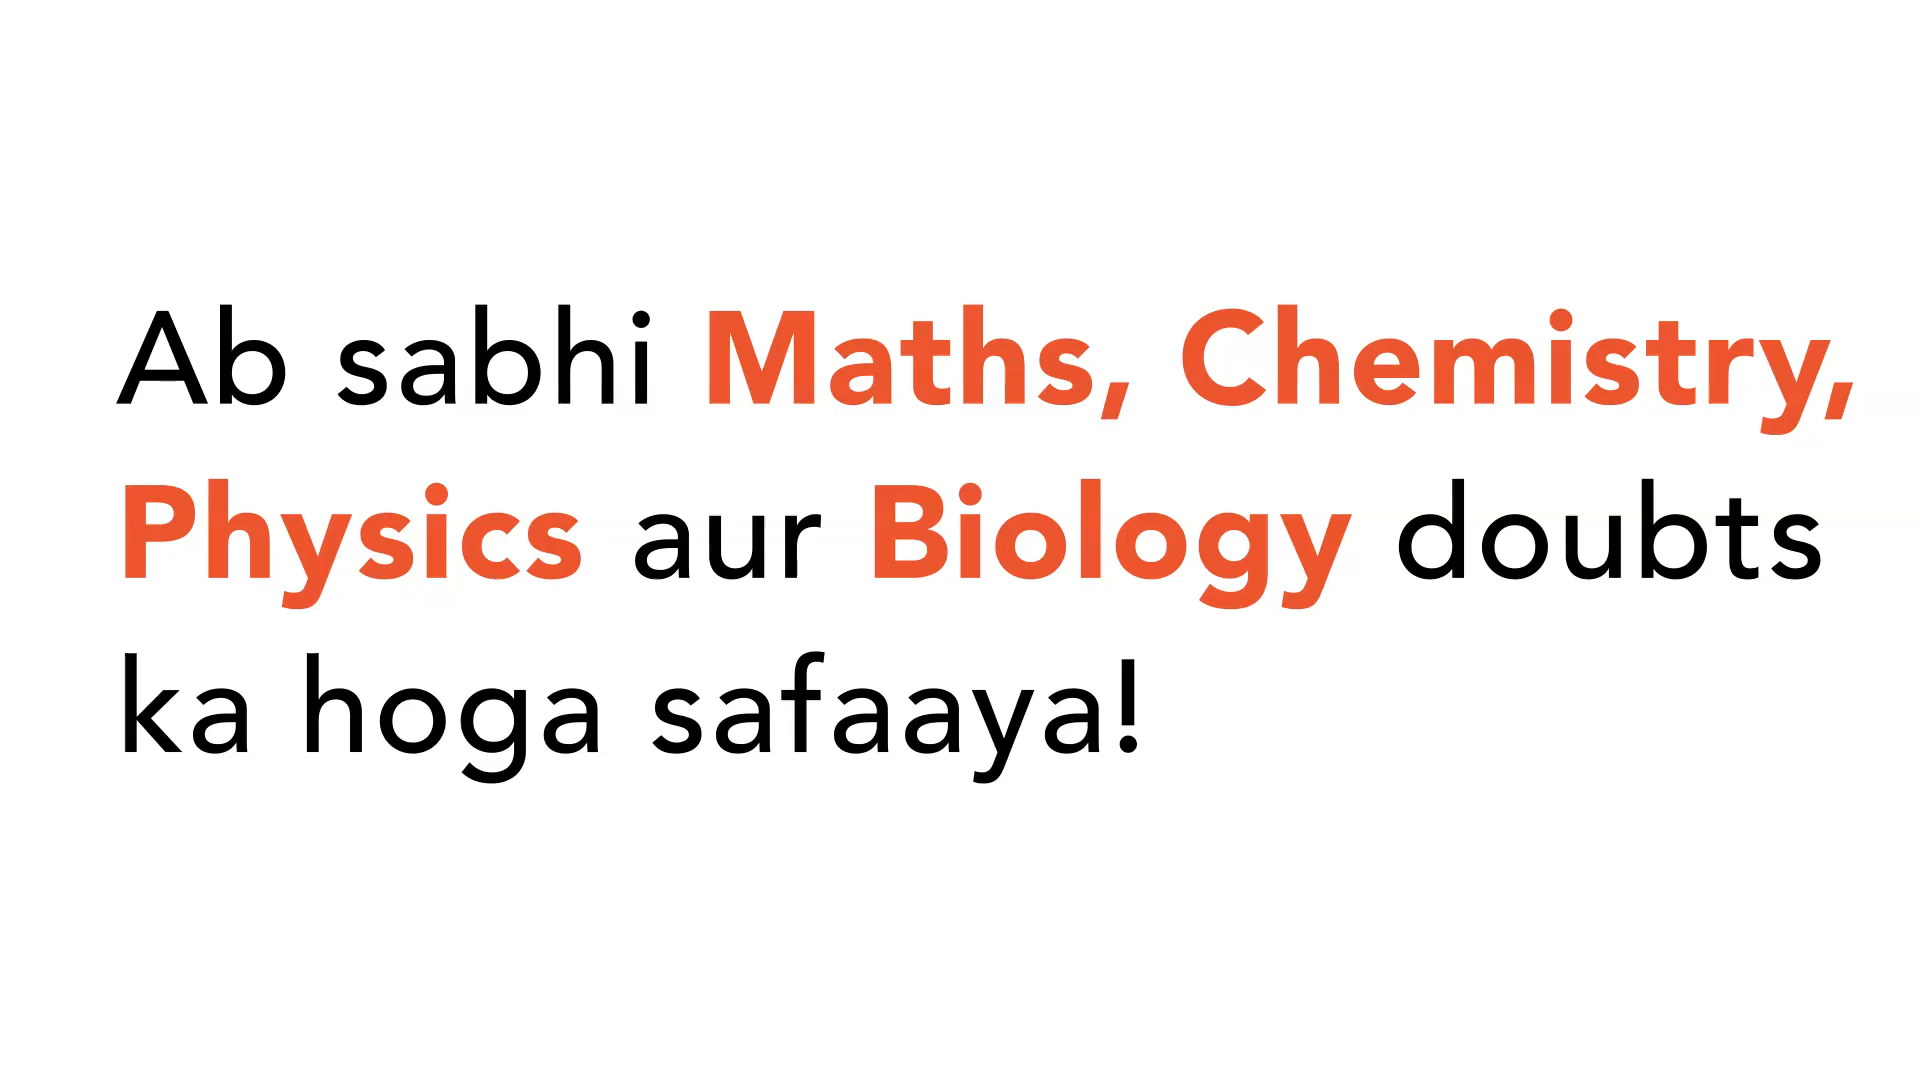 Ab sabhi Maths, Chemistry,
Physics aur Biology doubts
ka hoga safaaya!